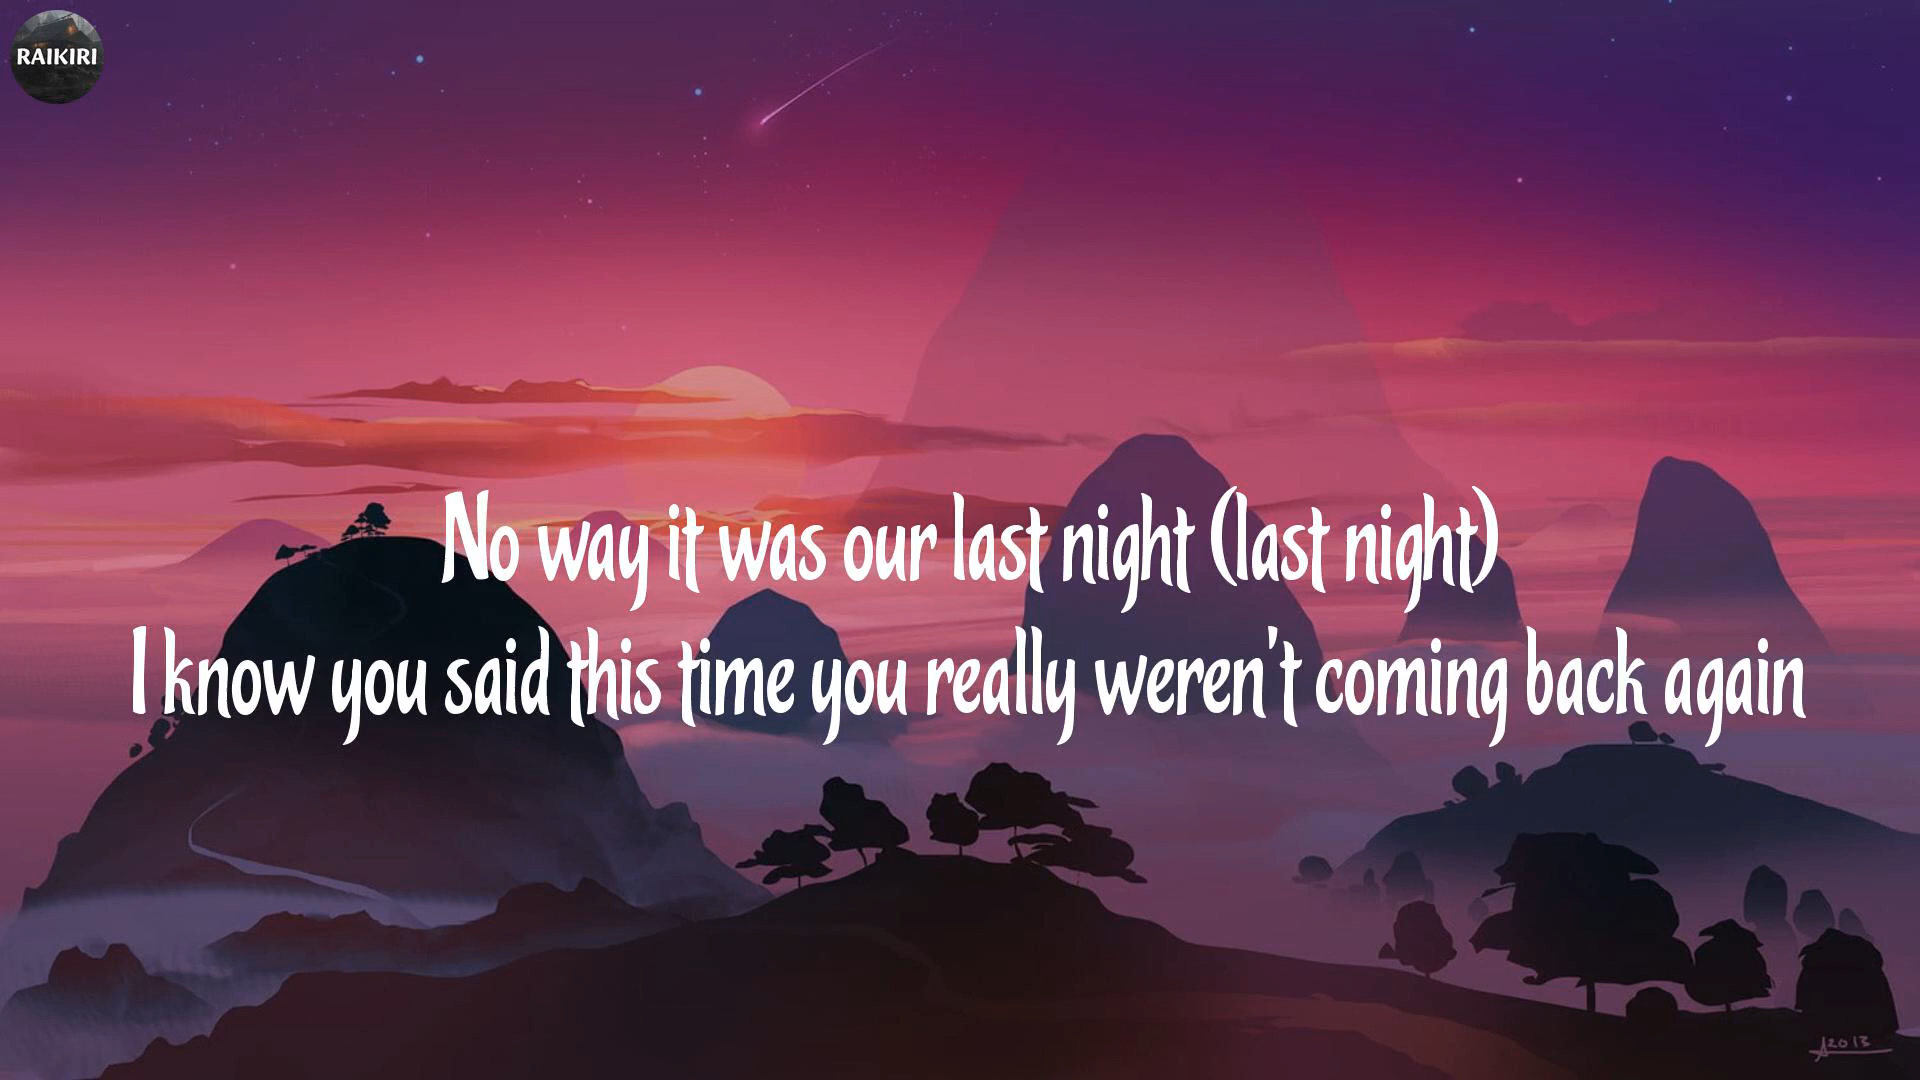 RAIKIRI
No way it was our last night (last night)
I know you said this time you really weren't coming back again
2013